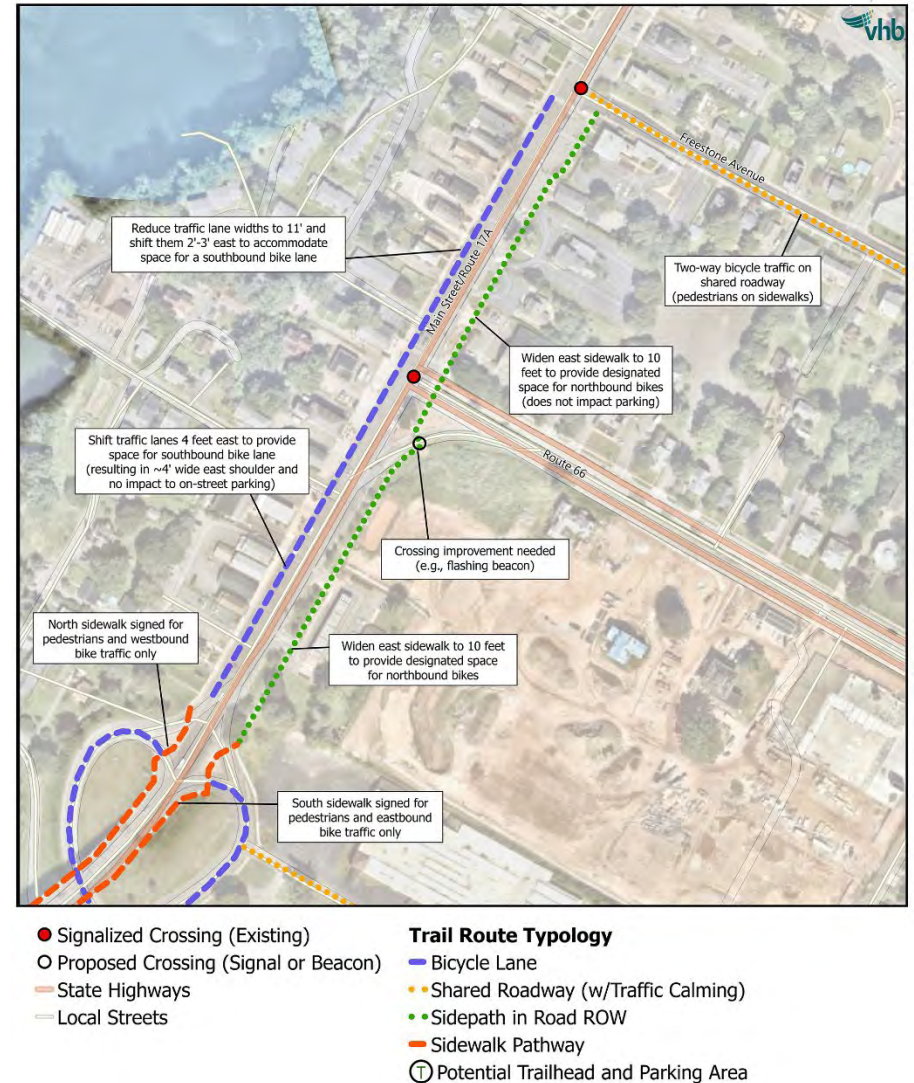 vhb
Freestone Avenue
Reduce traffic lane widths to 11' and
shift them 2'-3' east to accommodate
space for a southbound bike lane
Main Street/Route 17A
Two-way bicycle traffic on
shared roadway
(pedestrians on sidewalks)
Widen east sidewalk to 10
feet to provide designated
space for northbound bikes
(does not impact parking)
Shift traffic lanes 4 feet east to provide
space for southbound bike lane
(resulting in ~4' wide east shoulder and
no impact to on-street parking)
Route 66
Crossing improvement needed
(e.g., flashing beacon)
North sidewalk signed for
pedestrians and westbound
bike traffic only
Widen east sidewalk to 10 feet
to provide designated space
for northbound bikes
South sidewalk signed for
pedestrians and eastbound
bike traffic only
Signalized Crossing (Existing)
Proposed Crossing (Signal or Beacon)
State Highways
Local Streets
Trail Route Typology
Bicycle Lane
Shared Roadway (w/Traffic Calming)
Sidepath in Road ROW
Sidewalk Pathway
T Potential Trailhead and Parking Area